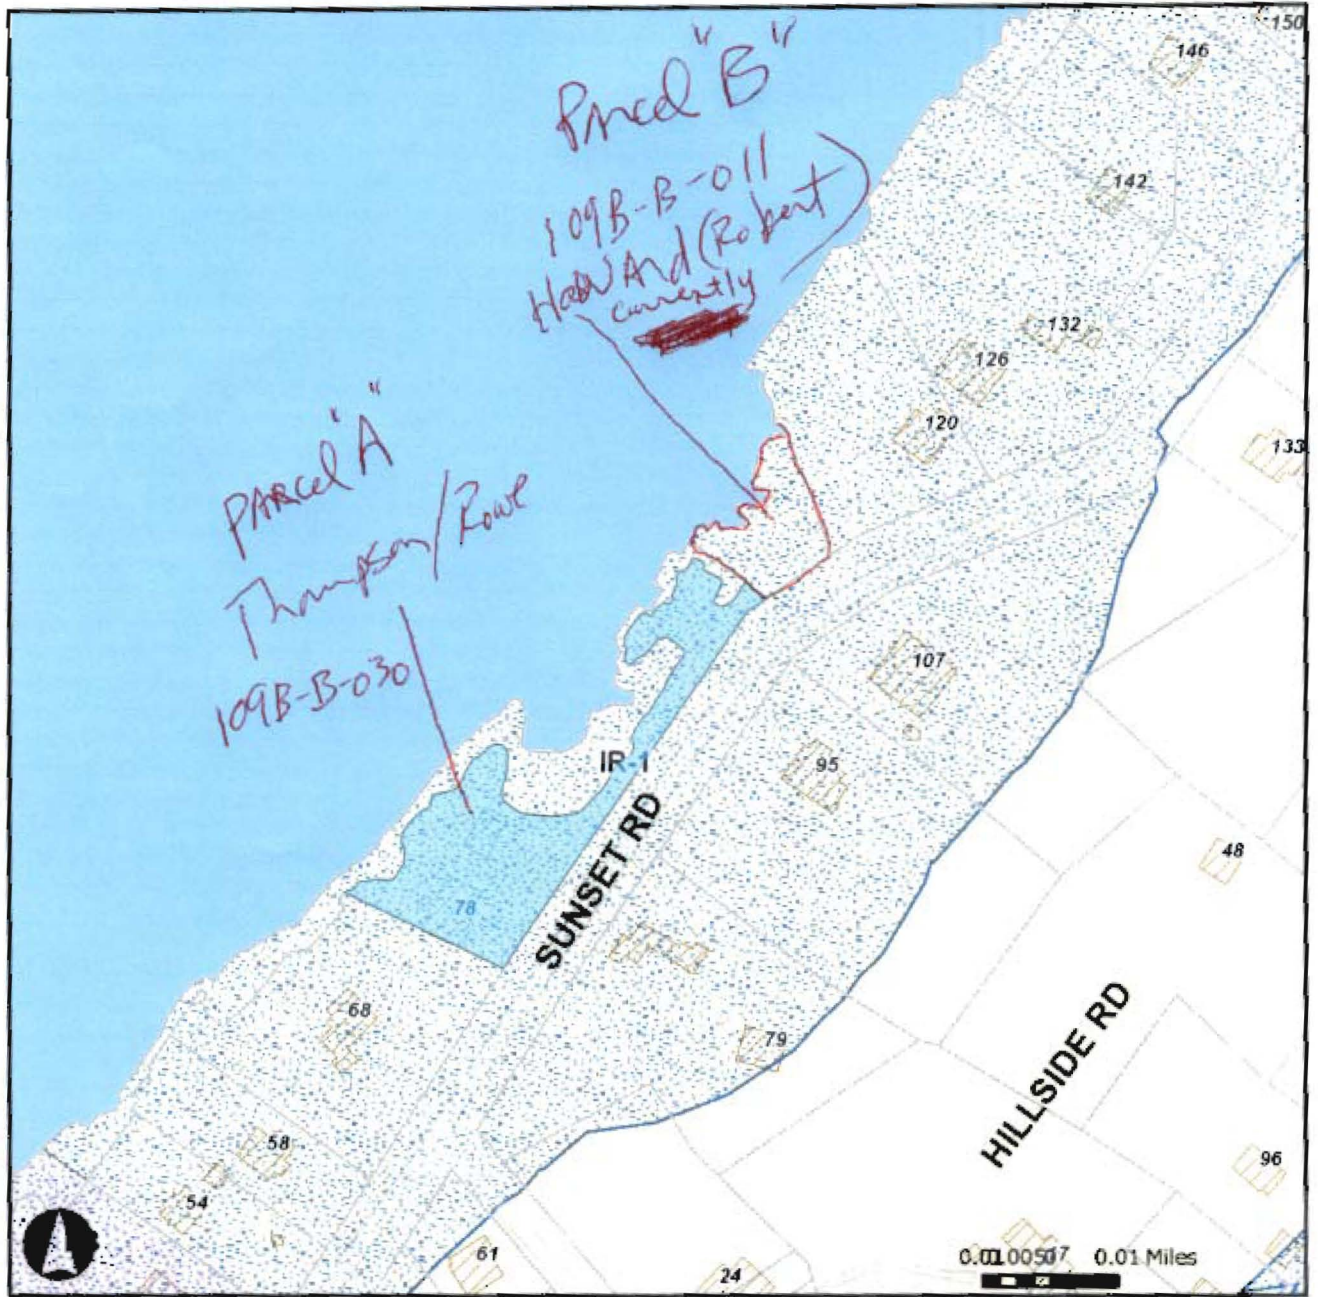 150
146
Parcel "B"
109B-B-011
Howard (Robert)
currently
142
132
126
120
133
PARCel "A"
Thompson/Rowe
109B-B-030
107
IR-1
95
SUNSET RD
48
78
68
79
HILLSIDE RD
58
96
54
61
24
0.01 Miles